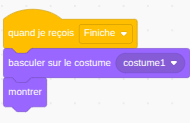 quand je reçois Finiche
basculer sur le costume costume1
montrer